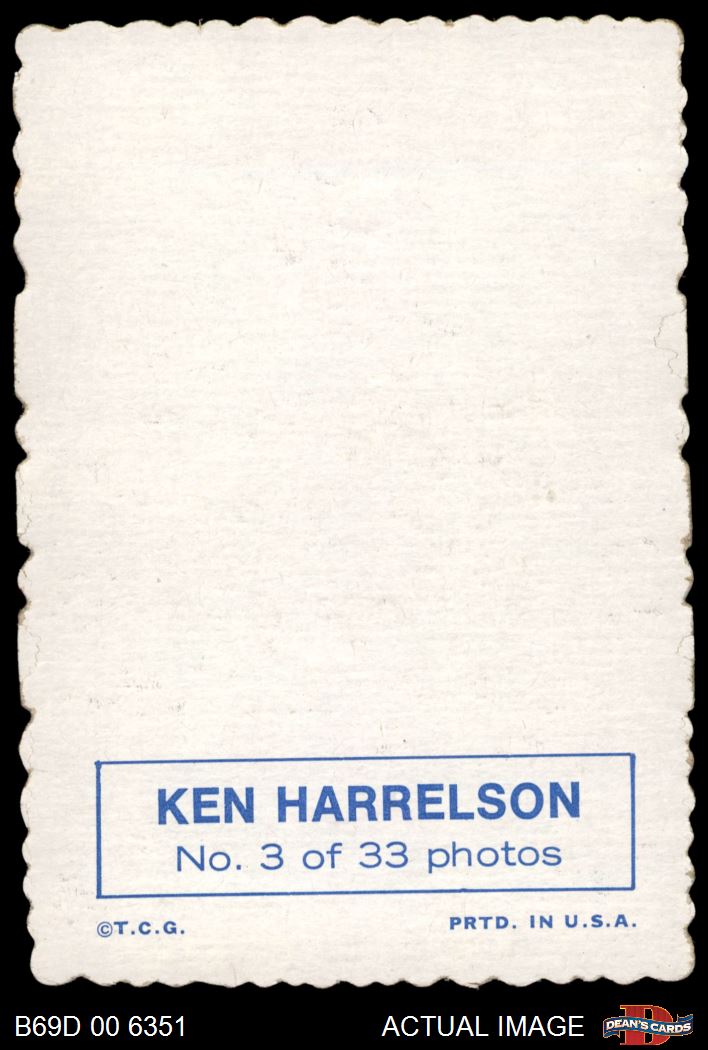 KEN HARRELSON
No. 3 of 33 photos
©T.C.G.
PRTD. IN U.S.A.
B69D 00 6351
ACTUAL IMAGE
D
DEAN'S CARDS